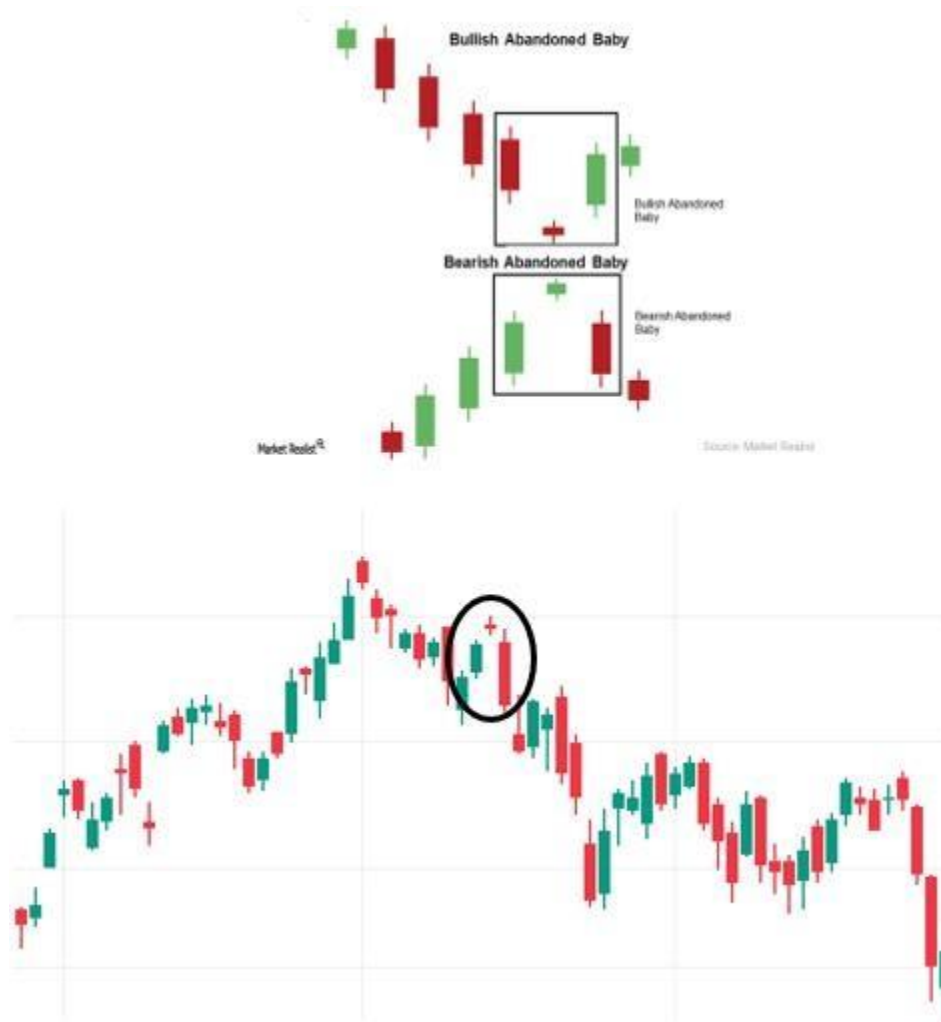 Bullish Abandoned Baby
Bullish Abandoned
Baby
Bearish Abandoned Baby
Bearish Abandoned
Baby
Market Realist
Source: Market Realist